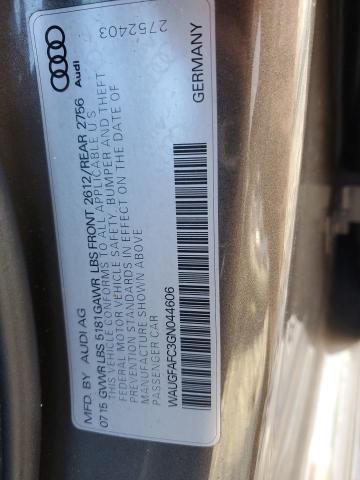 MFD. BY AUDI AG
07 15 GVWR LBS 5181 GAWR LBS FRONT 2612/REAR 2756
THIS VEHICLE CONFORMS TO ALL APPLICABLE U S
FEDERAL MOTOR VEHICLE SAFETY, BUMPER AND THEFT
PREVENTION STANDARDS IN EFFECT ON THE DATE OF
MANUFACTURE SHOWN ABOVE
PASSENGER CAR
WAUGFAFC3GN044606
Audi
2752403
GERMANY